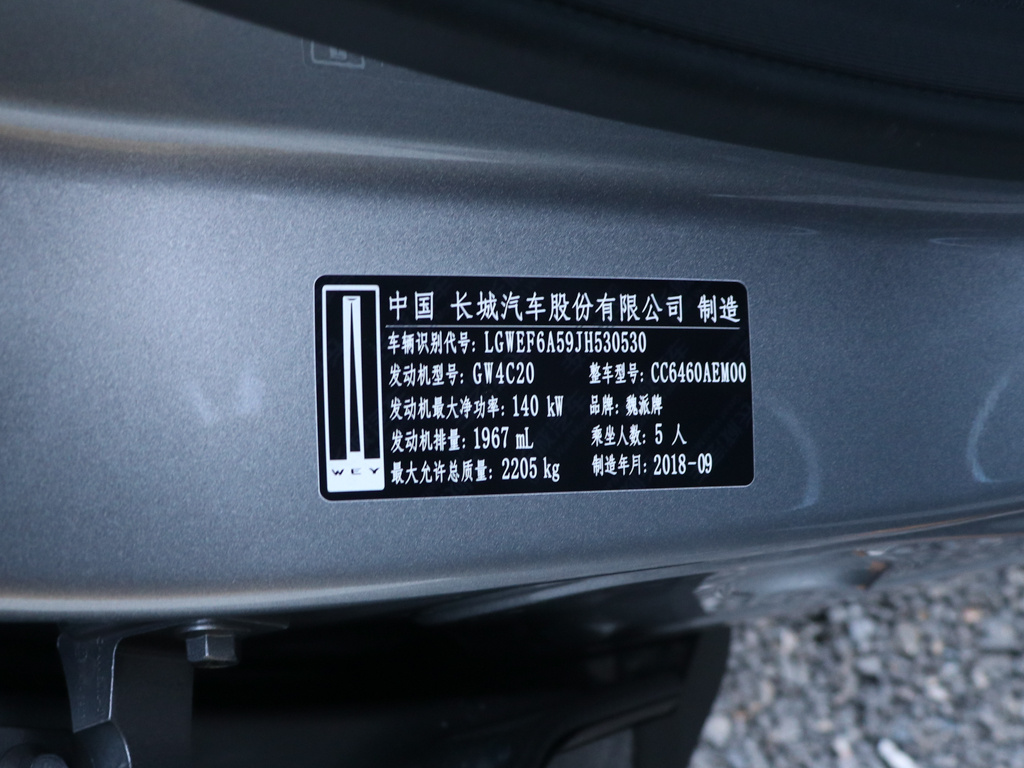 中国 长城汽车股份有限公司 制造
车辆识别代号: LGWEF6A59JH530530
发动机型号: GW4C20 整车型号: CC6460AEM00
发动机最大净功率: 140 kW 品牌: 魏派牌
发动机排量: 1967 mL 乘坐人数: 5 人
最大允许总质量: 2205 kg 制造年月: 2018-09
WEY